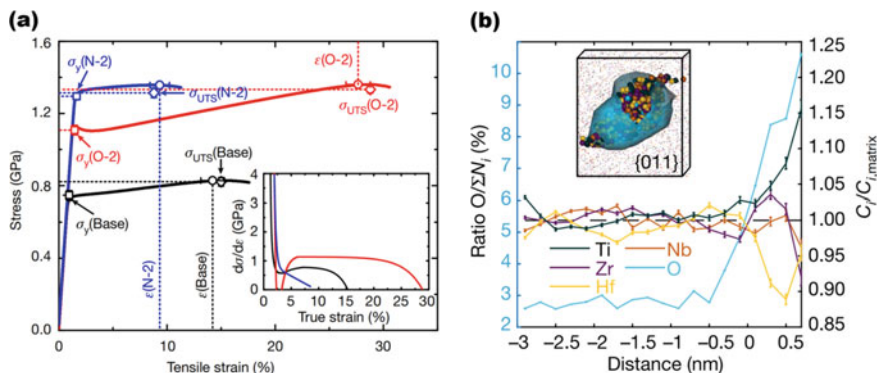 (a)
1.6
1.2
0.8
0.4
0.0
Stress (GPa)
0
10
20
30
Tensile strain (%)
σy(N-2)
ε(O-2)
σUTS(N-2)
σUTS(O-2)
σy(O-2)
σUTS(Base)
σy(Base)
ε(N-2)
ε(Base)
4
3
2
1
0
dσ/dε (GPa)
0 5 10 15 20 25 30
True strain (%)
(b)
10
9
8
7
6
5
4
3
2
Ratio O/ΣNi (%)
{011}
Ti
Nb
Zr
O
Hf
−3 −2.5 −2 −1.5 −1 −0.5 0 0.5
Distance (nm)
1.25
1.20
1.15
1.10
1.05
1.00
0.95
0.90
0.85
Ci/Ci,matrix